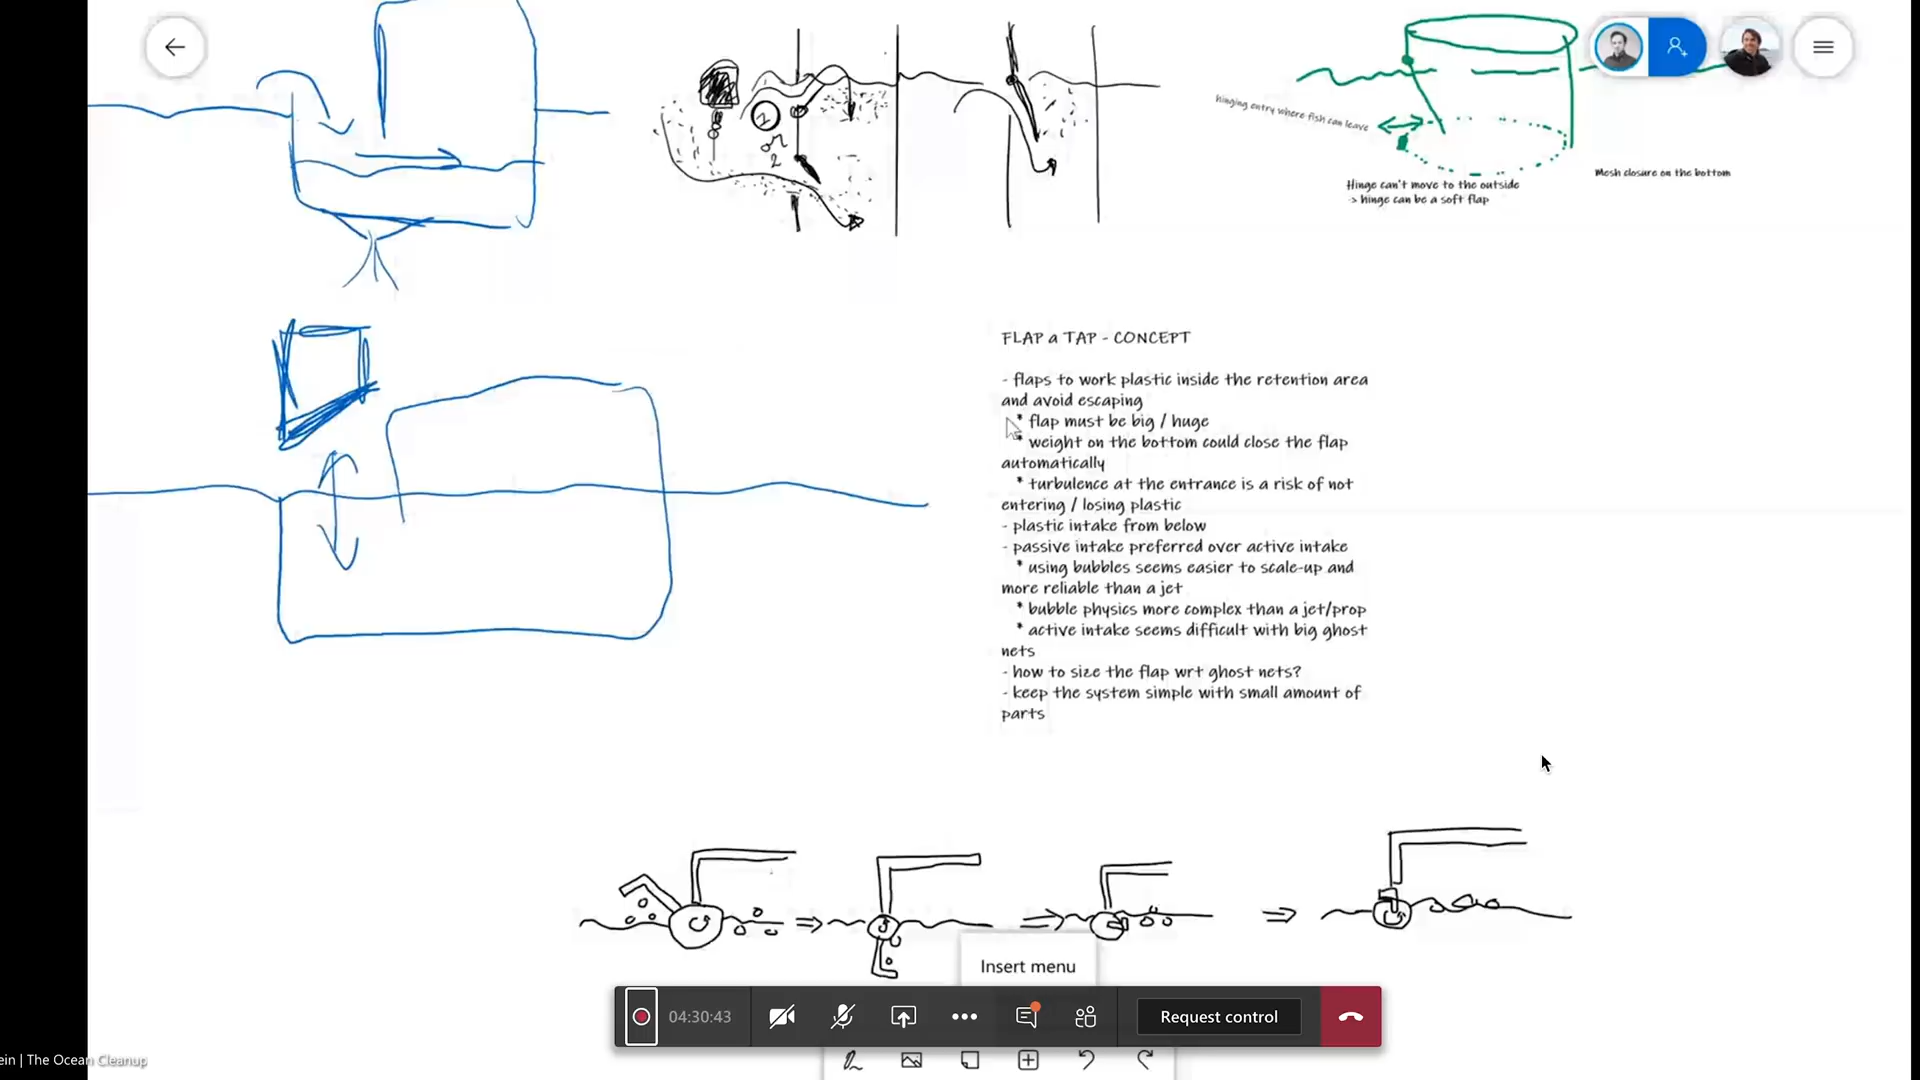 hinging entry where fish can leave
Mesh closure on the bottom
Hinge can't move to the outside
-> hinge can be a soft flap
1
or
2
FLAP a TAP - CONCEPT
- flaps to work plastic inside the retention area
and avoid escaping
* flap must be big / huge
* weight on the bottom could close the flap
automatically
* turbulence at the entrance is a risk of not
entering / losing plastic
- plastic intake from below
- passive intake preferred over active intake
* using bubbles seems easier to scale-up and
more reliable than a jet
* bubble physics more complex than a jet/prop
* active intake seems difficult with big ghost
nets
- how to size the flap wrt ghost nets?
- keep the system simple with small amount of
parts
Insert menu
04:30:43
Request control
ein | The Ocean Cleanup